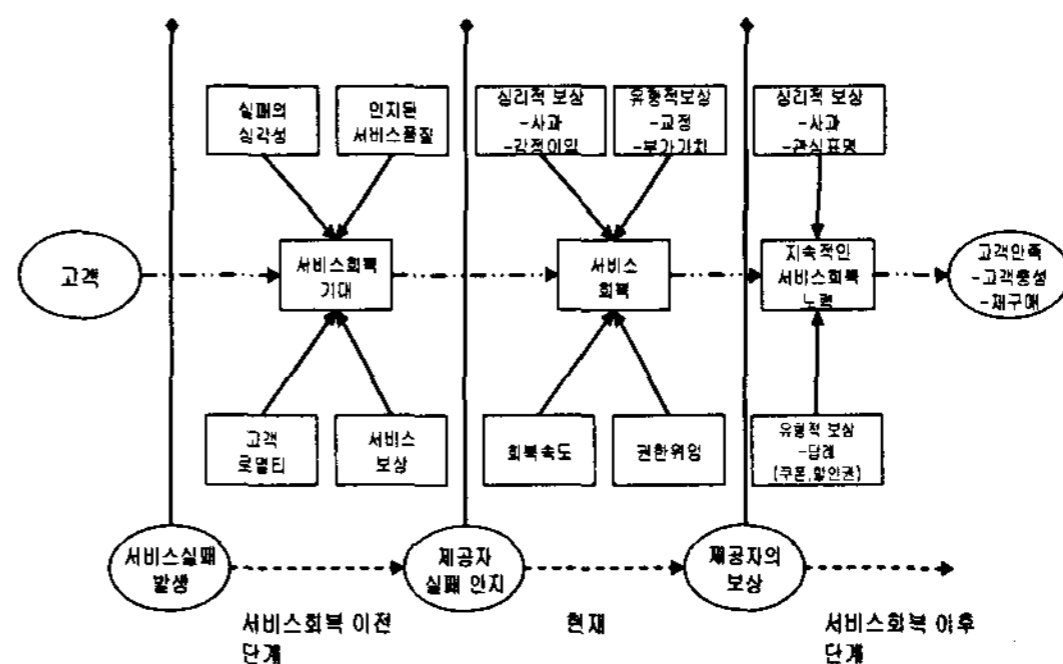 실패의
심각성
인지된
서비스품질
심리적 보상
-사과
-감정이입
유형적보상
-교정
-부가가치
심리적 보상
-사과
-관심표명
고객
서비스회복
기대
서비스
회복
지속적인
서비스회복
노력
고객만족
-고객충성
-재구매
고객
로열티
서비스
보상
회복속도
권한위임
유형적 보상
-답례
(쿠폰,할인권)
서비스실패
발생
제공자
실패 인지
제공자의
보상
서비스회복 이전
단계
현재
서비스회복 이후
단계